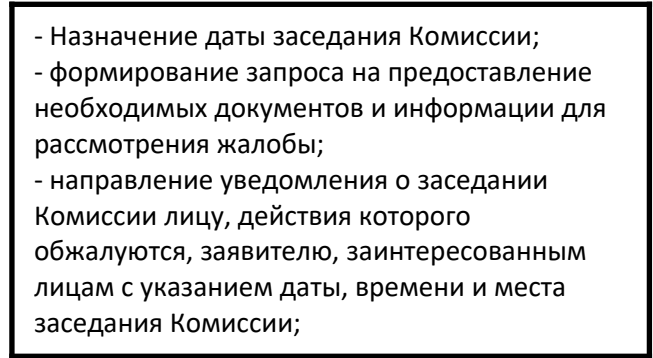 - Назначение даты заседания Комиссии;
- формирование запроса на предоставление
необходимых документов и информации для
рассмотрения жалобы;
- направление уведомления о заседании
Комиссии лицу, действия которого
обжалуются, заявителю, заинтересованным
лицам с указанием даты, времени и места
заседания Комиссии;